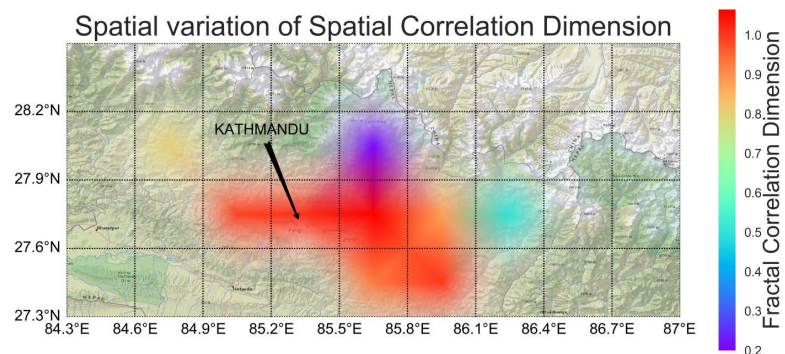 Spatial variation of Spatial Correlation Dimension
28.2°N
27.9°N
27.6°N
27.3°N
KATHMANDU
84.3°E 84.6°E 84.9°E 85.2°E 85.5°E 85.8°E 86.1°E 86.4°E 86.7°E 87°E
1.0
0.9
0.8
0.7
0.6
0.5
0.4
0.3
0.2
Fractal Correlation Dimension
NEPAL